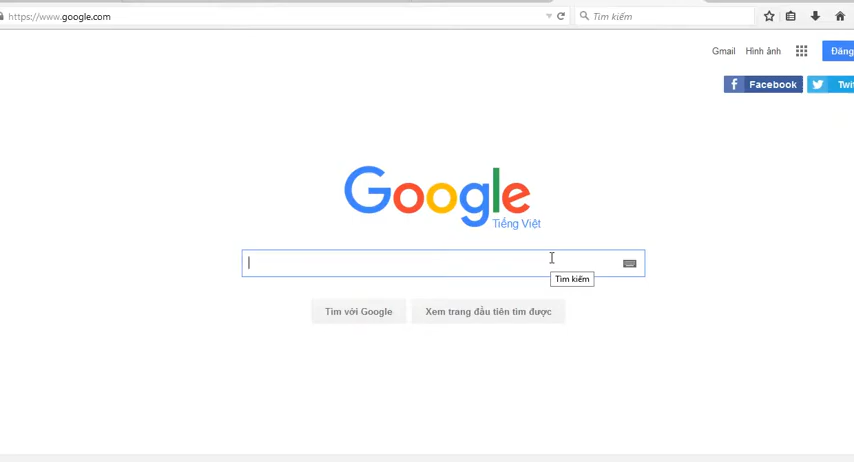 https://www.google.com
Tìm kiếm
Gmail Hình ảnh
Đăng
f Facebook
Twi
Google
Tiếng Việt
Tìm kiếm
Tìm với Google
Xem trang đầu tiên tìm được